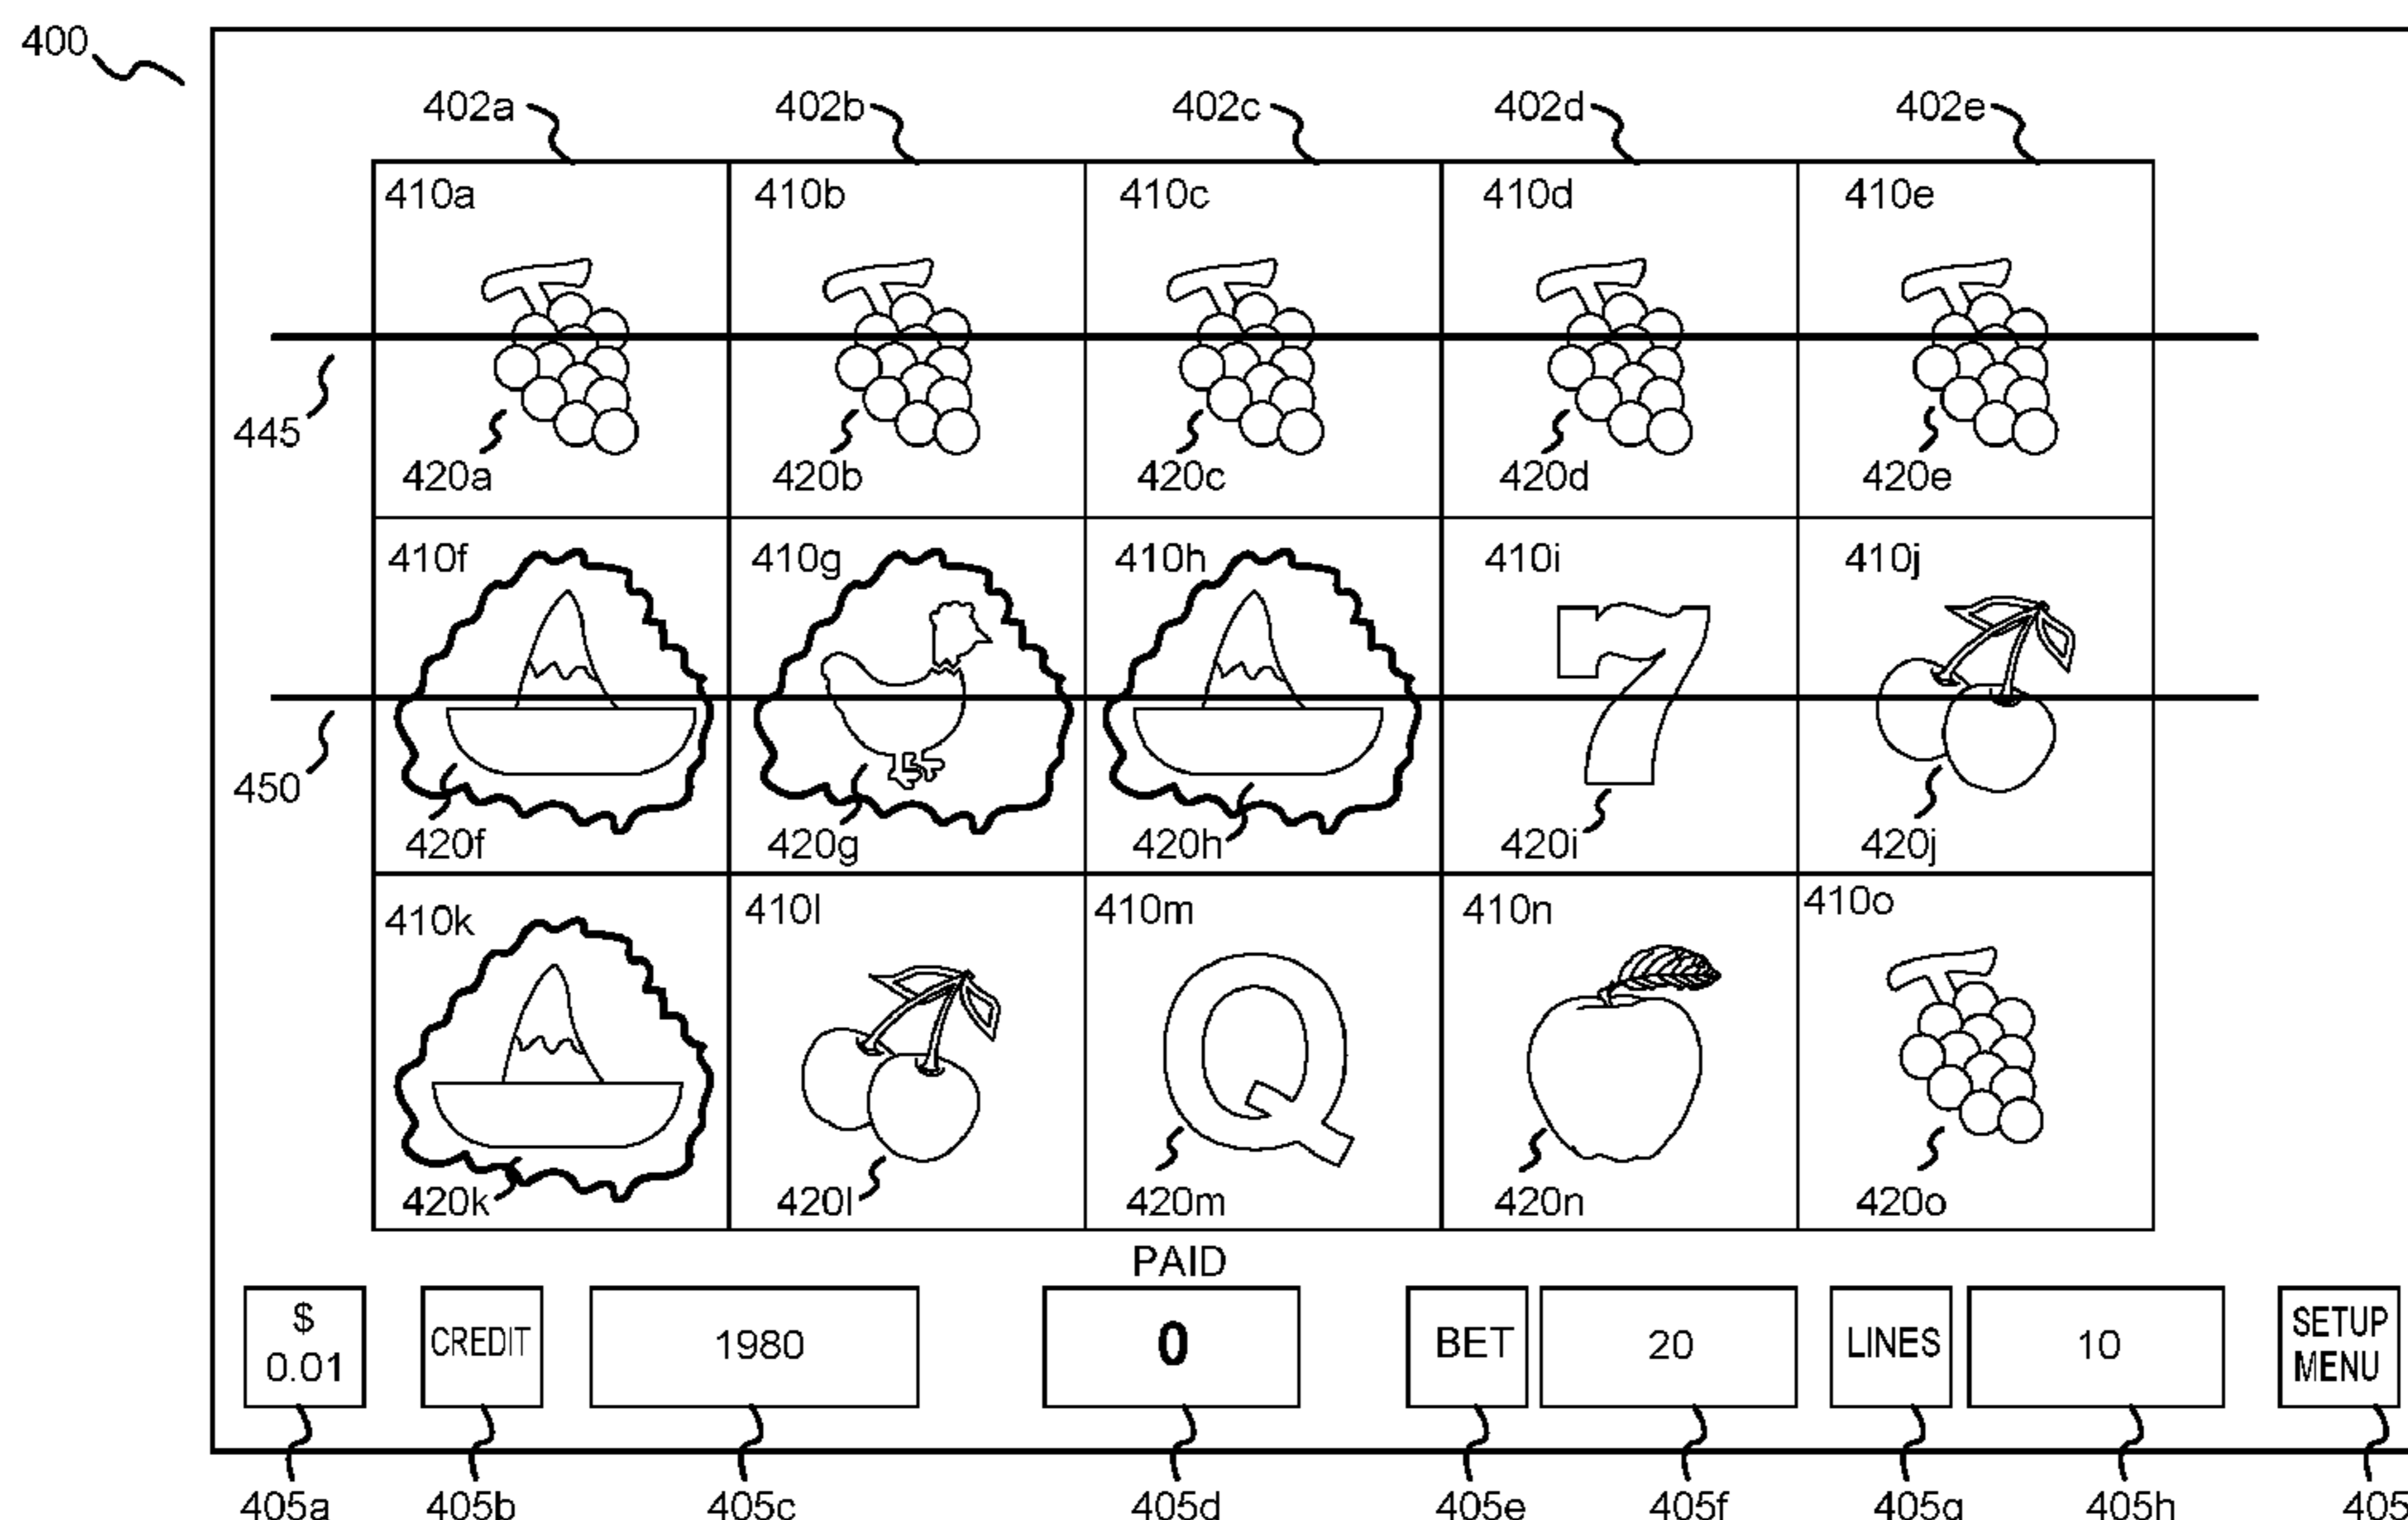 400
402a 402b 402c 402d 402e
410a 410b 410c 410d 410e
445
420a 420b 420c 420d 420e
410f 410g 410h 410i 410j
7
450
420f 420g 420h 420i 420j
410k 410l 410m 410n 410o
Q
420k 420l 420m 420n 420o
PAID
$ 0.01
CREDIT
1980
0
BET
20
LINES
10
SETUP MENU
405a 405b 405c 405d 405e 405f 405g 405h 405